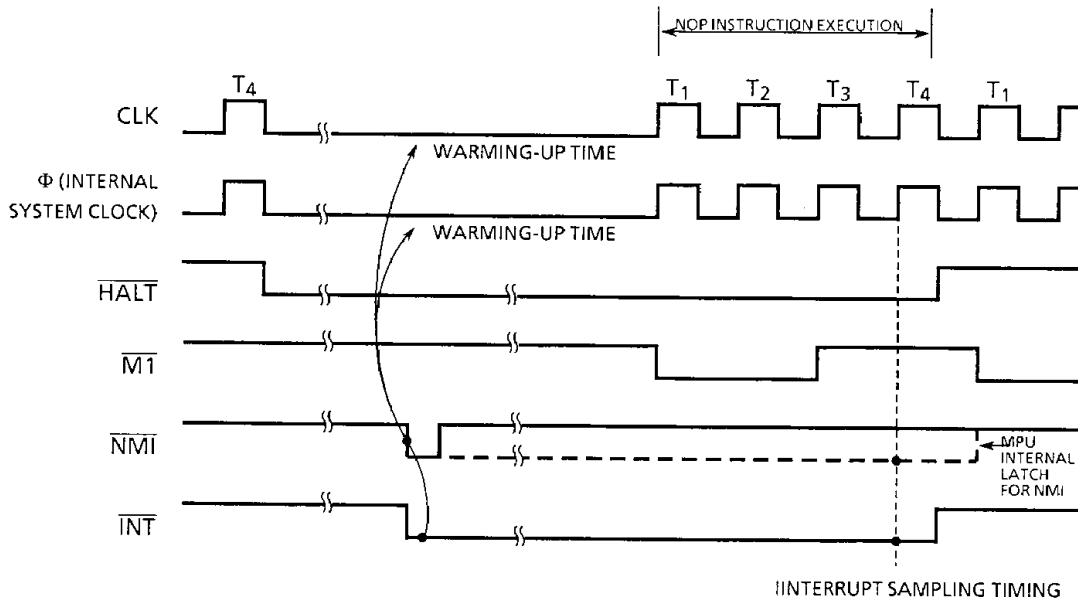 NOP INSTRUCTION EXECUTION
T4 T1 T2 T3 T4 T1
CLK
WARMING-UP TIME
Φ (INTERNAL
SYSTEM CLOCK)
WARMING-UP TIME
HALT
M1
NMI
MPU
INTERNAL
LATCH
FOR NMI
INT
IINTERRUPT SAMPLING TIMING